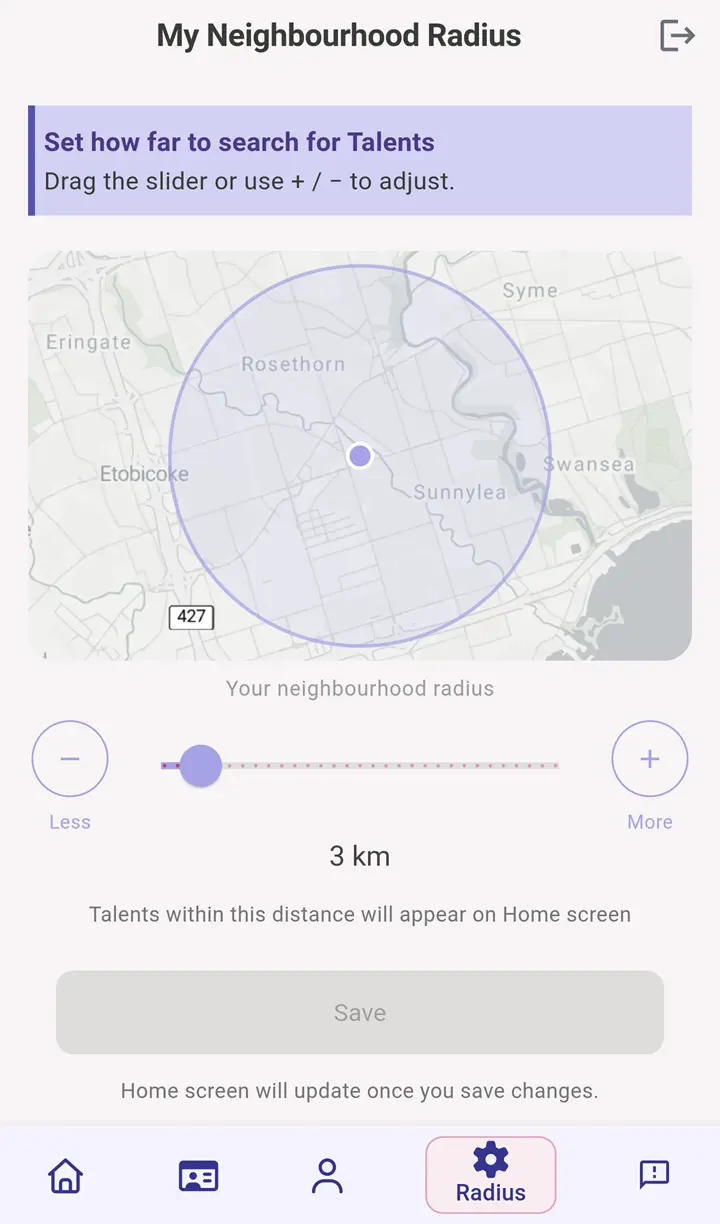 My Neighbourhood Radius
Set how far to search for Talents
Drag the slider or use + / − to adjust.
Syme
Eringate
Rosethorn
Etobicoke
Swansea
Sunnylea
427
Your neighbourhood radius
−
+
Less
More
3 km
Talents within this distance will appear on Home screen
Save
Home screen will update once you save changes.
Radius